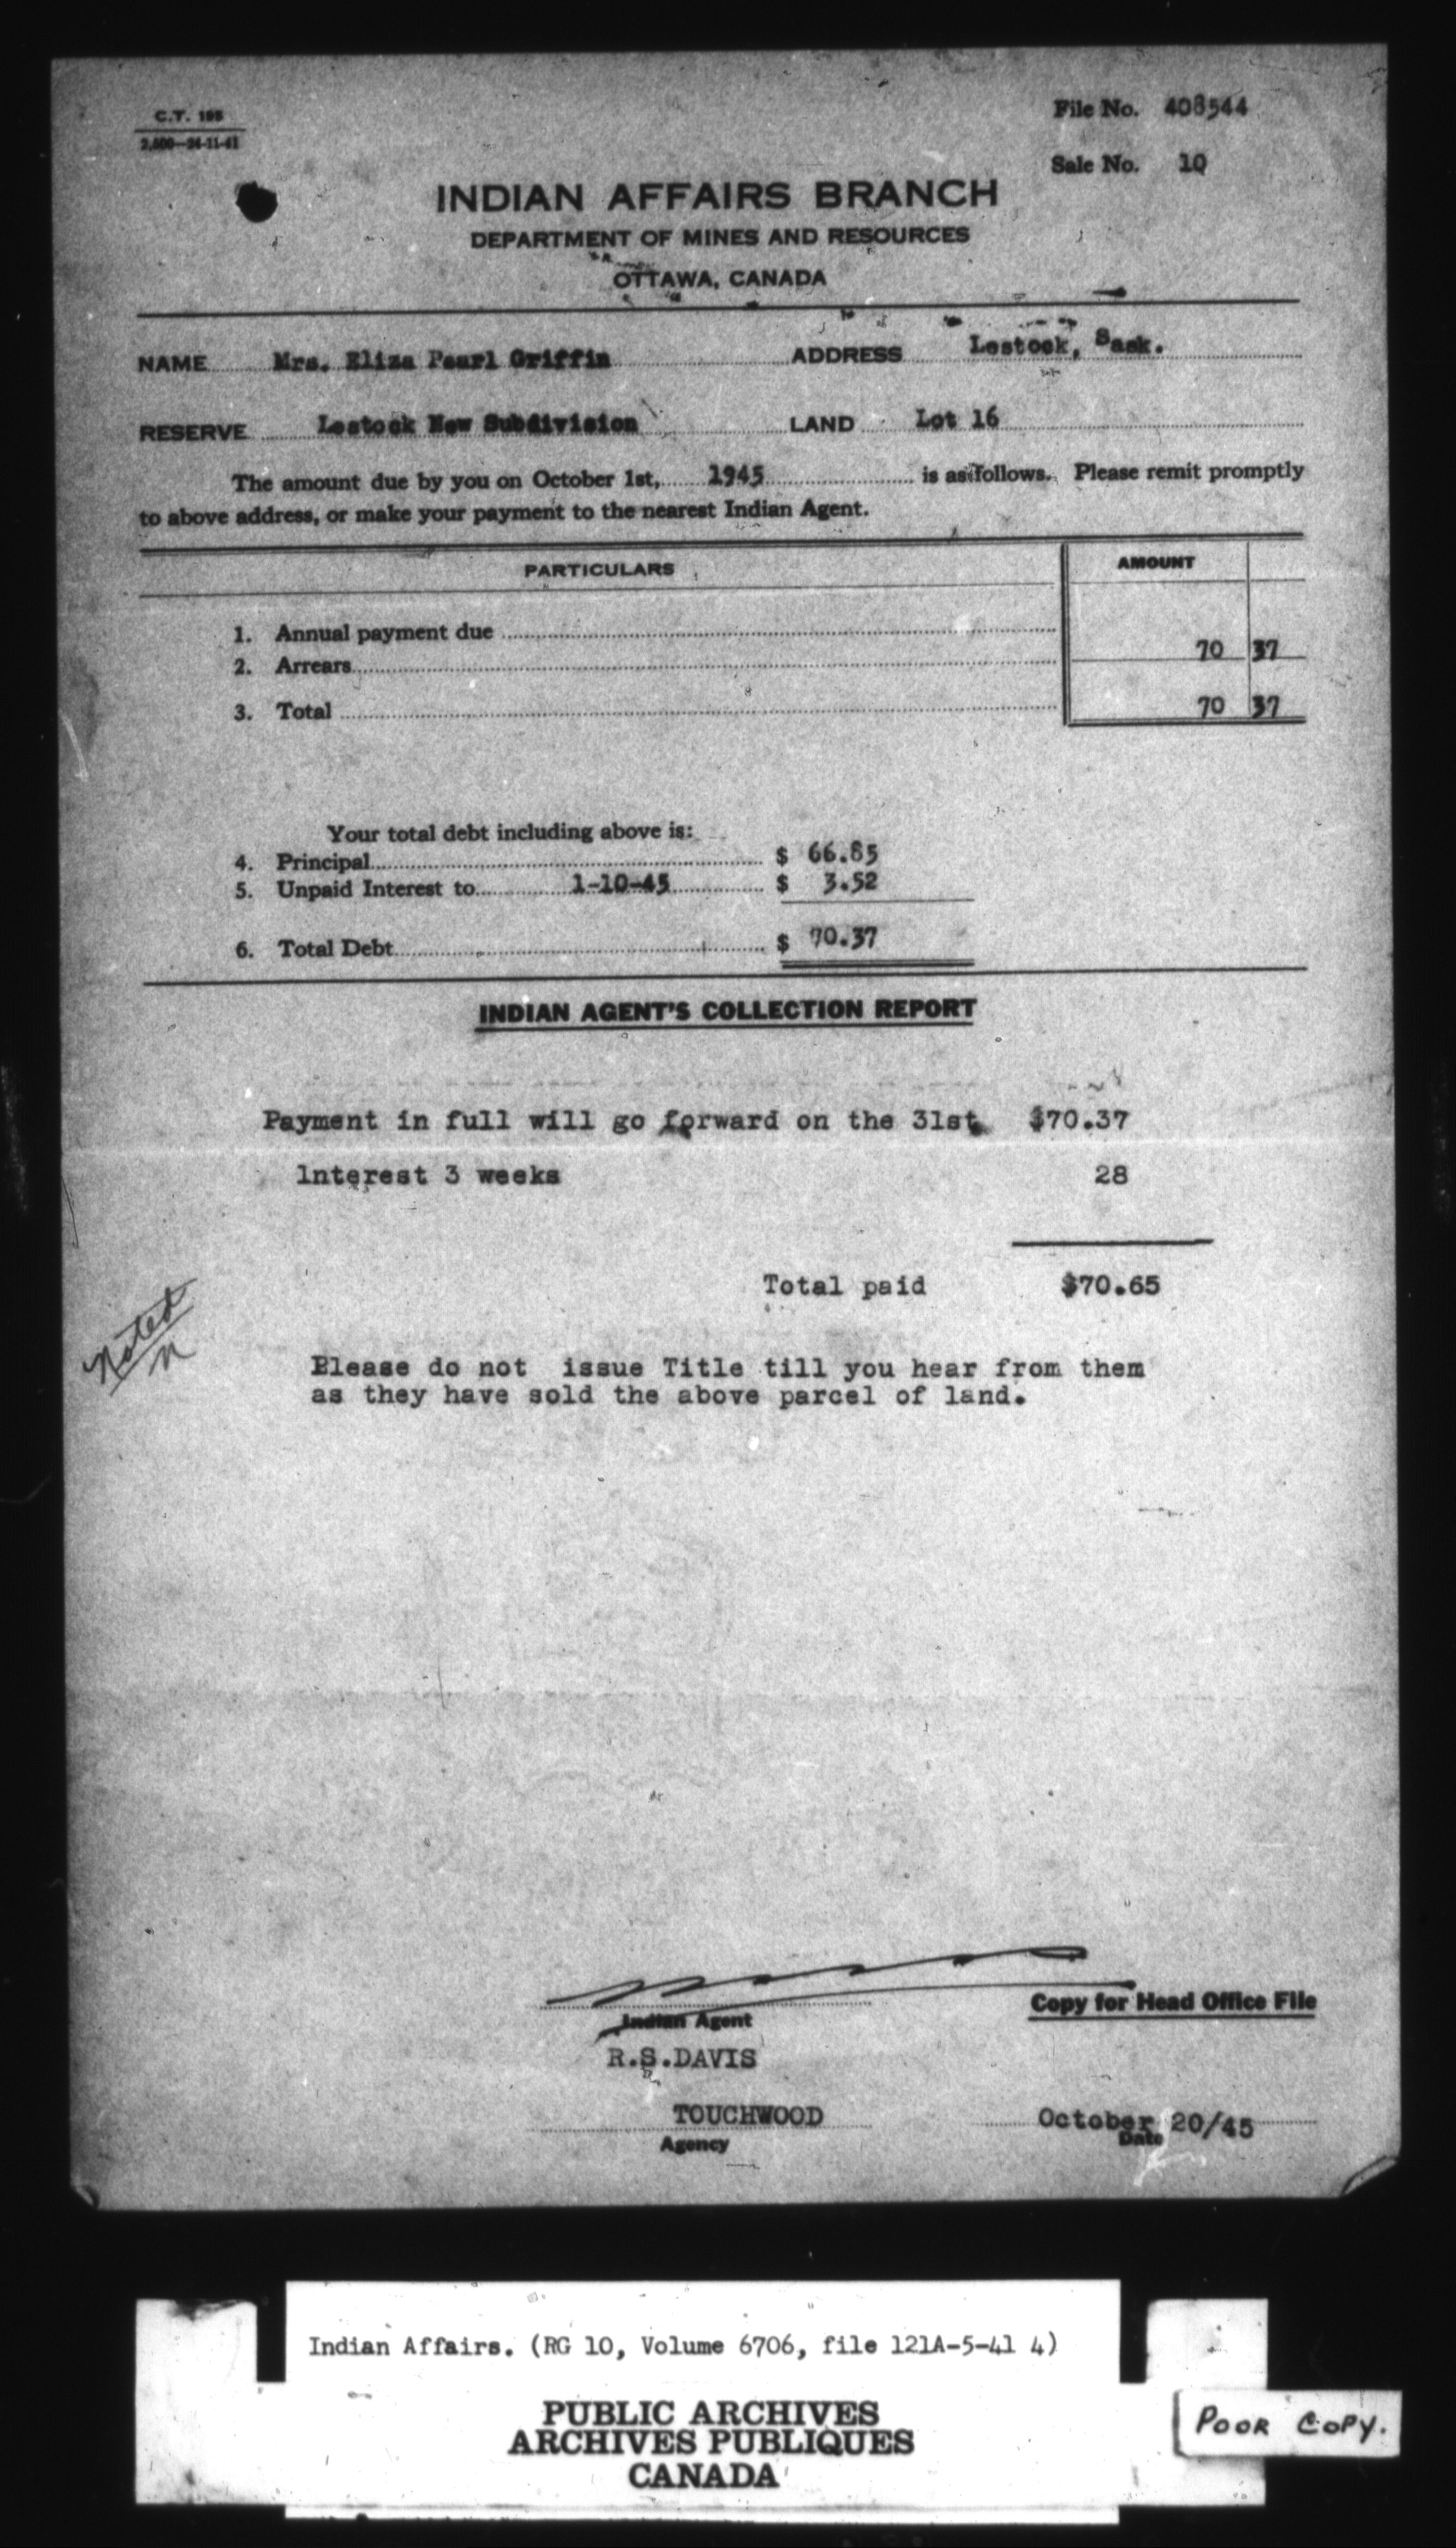 C.T. 195
2,500—24-11-41
File No. 408544
Sale No. 10
INDIAN AFFAIRS BRANCH
DEPARTMENT OF MINES AND RESOURCES
OTTAWA, CANADA
NAME Mrs. Eliza Pearl Griffin ADDRESS Lestock, Sask.
RESERVE Lestock New Subdivision LAND Lot 16
The amount due by you on October 1st, 1945 is as follows. Please remit promptly
to above address, or make your payment to the nearest Indian Agent.
PARTICULARS AMOUNT
1. Annual payment due
2. Arrears 70 37
3. Total 70 37
Your total debt including above is:
4. Principal $ 66.85
5. Unpaid Interest to 1-10-45 $ 3.52
6. Total Debt $ 70.37
INDIAN AGENT'S COLLECTION REPORT
Payment in full will go forward on the 31st $70.37
lnterest 3 weeks 28
Total paid $70.65
Noted
Please do not issue Title till you hear from them
as they have sold the above parcel of land.
Indian Agent
Copy for Head Office File
R.S.DAVIS
TOUCHWOOD October 20/45
Agency Date
Indian Affairs. (RG 10, Volume 6706, file 121A-5-41 4)
PUBLIC ARCHIVES
ARCHIVES PUBLIQUES
CANADA
POOR COPY.